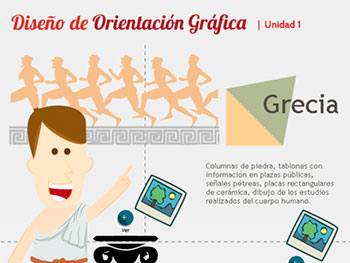 Diseño de Orientación Gráfica | Unidad 1
Grecia
Columnas de piedra, tablones con
información en plazas públicas,
señales pétreas, placas rectangulares
de cerámica, dibujo de los estudios
realizados del cuerpo humano.
Ver